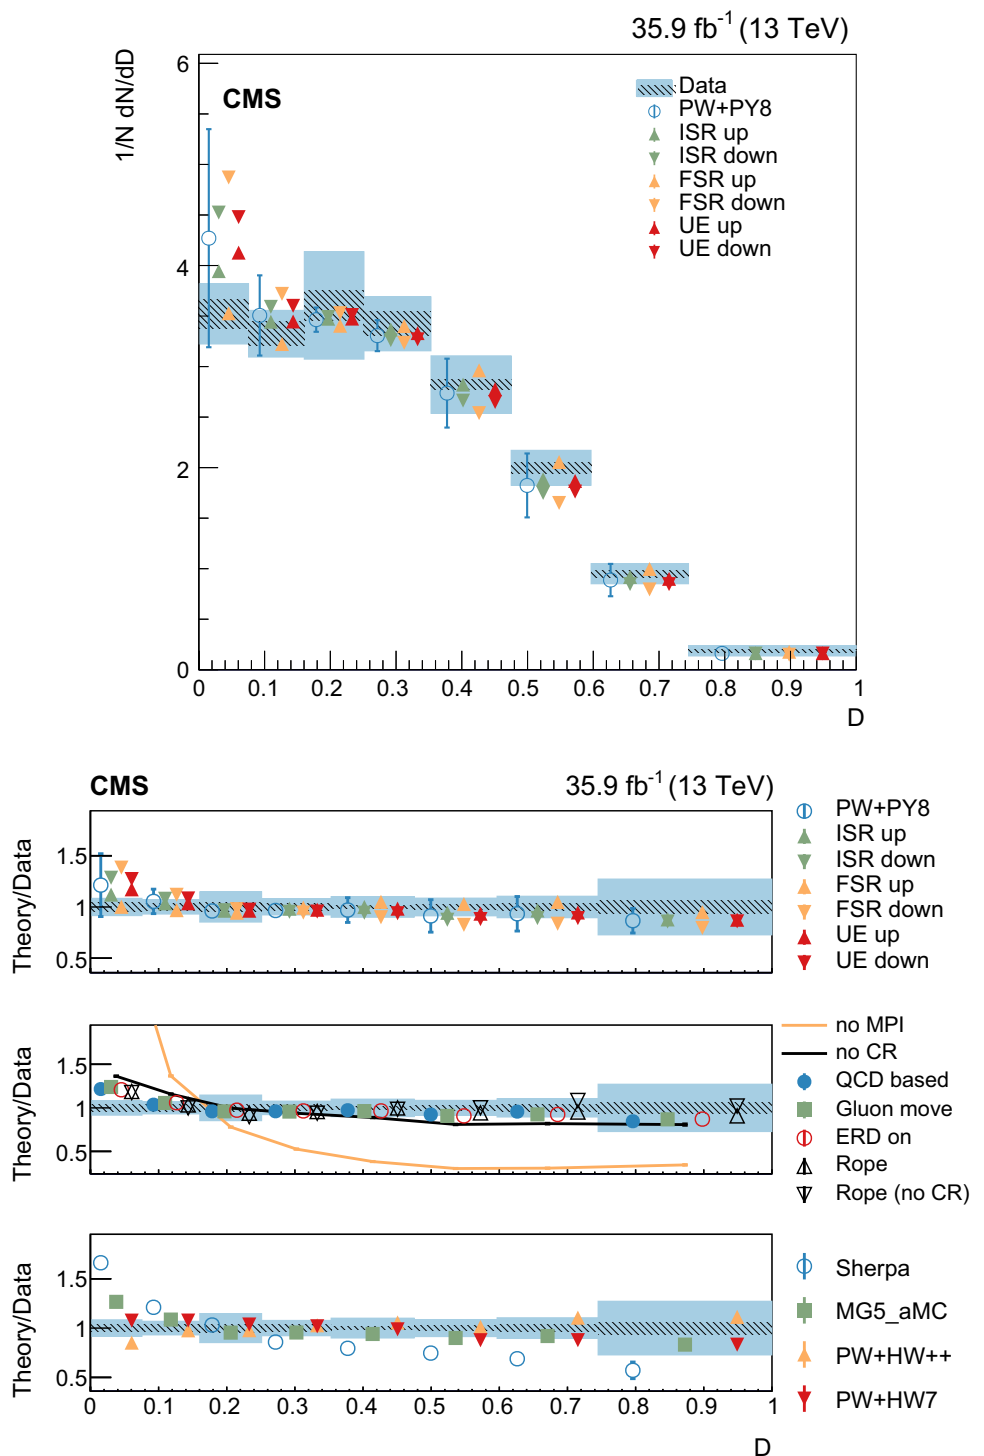 35.9 fb⁻¹ (13 TeV)
1/N dN/dD
CMS
Data
PW+PY8
ISR up
ISR down
FSR up
FSR down
UE up
UE down
6
4
2
0
0 0.1 0.2 0.3 0.4 0.5 0.6 0.7 0.8 0.9 1
D
CMS 35.9 fb⁻¹ (13 TeV)
Theory/Data
1.5
1
0.5
PW+PY8
ISR up
ISR down
FSR up
FSR down
UE up
UE down
Theory/Data
1.5
1
0.5
no MPI
no CR
QCD based
Gluon move
ERD on
Rope
Rope (no CR)
Theory/Data
1.5
1
0.5
Sherpa
MG5_aMC
PW+HW++
PW+HW7
0 0.1 0.2 0.3 0.4 0.5 0.6 0.7 0.8 0.9 1
D